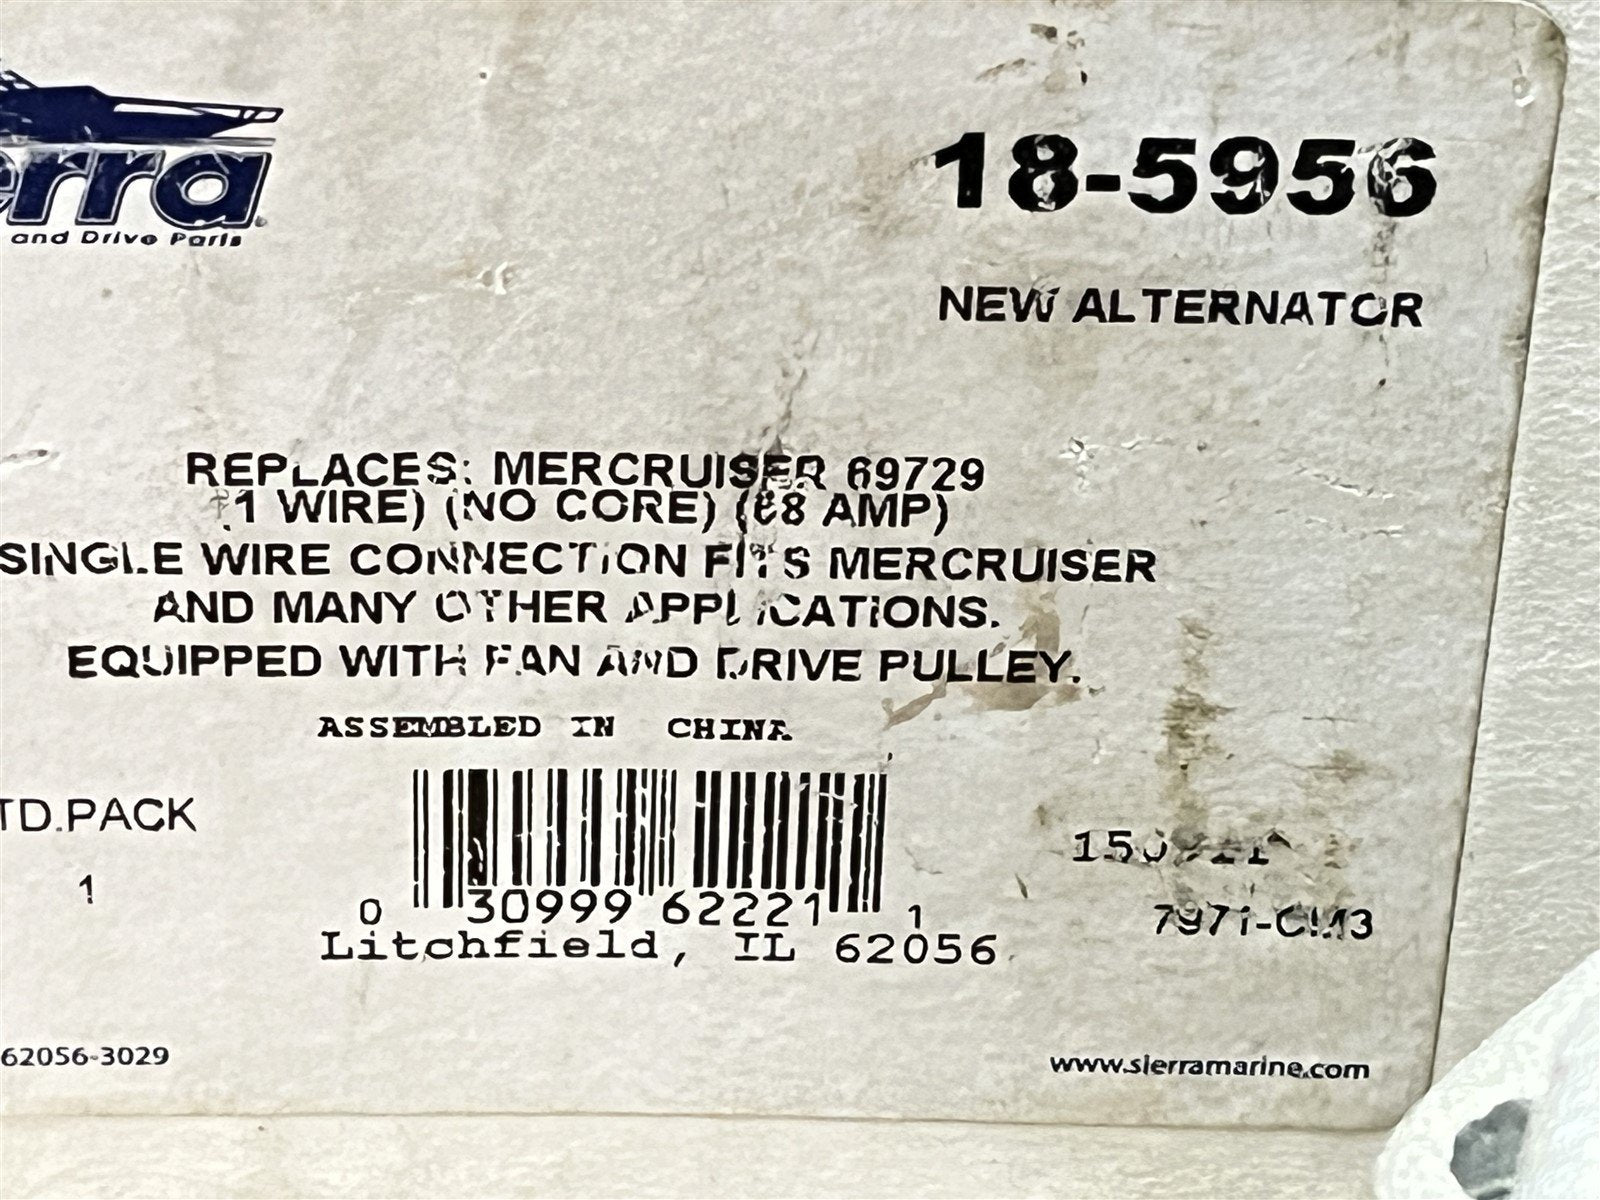 erra
and Drive Parts
18-5956
NEW ALTERNATOR
REPLACES: MERCRUISER 69729
(1 WIRE) (NO CORE) (68 AMP)
SINGLE WIRE CONNECTION FITS MERCRUISER
AND MANY OTHER APPLICATIONS.
EQUIPPED WITH FAN AND DRIVE PULLEY.
ASSEMBLED IN CHINA
TD.PACK
1
0 30999 62221 1
Litchfield, IL 62056
62056-3029
www.sierramarine.com